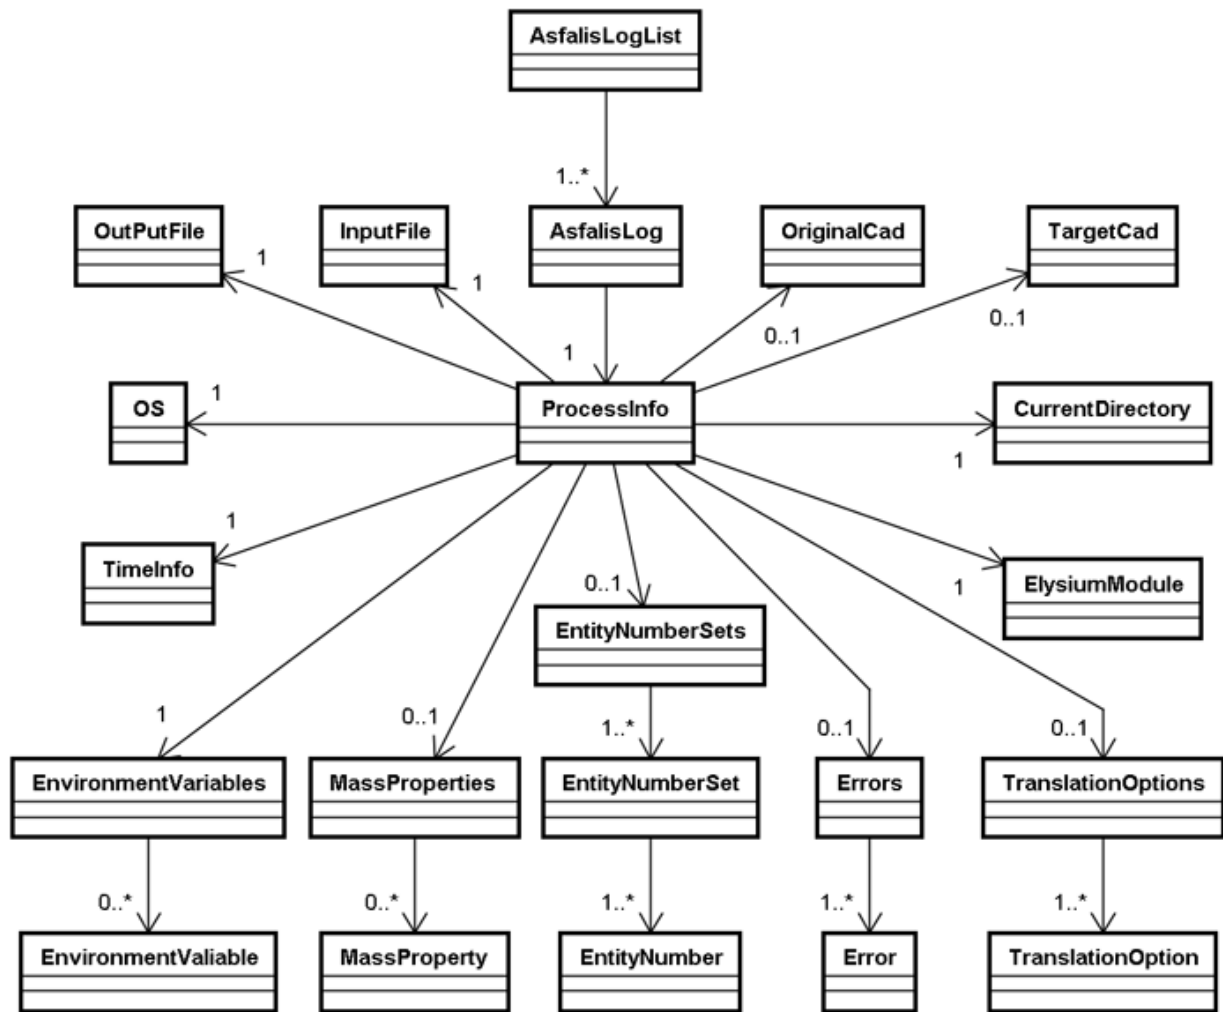 AsfalisLogList
1..*
OutPutFile
InputFile
AsfalisLog
OriginalCad
TargetCad
1
1
0..1
0..1
1
OS
1
ProcessInfo
CurrentDirectory
1
TimeInfo
1
ElysiumModule
1
0..1
EntityNumberSets
1
0..1
1..*
0..1
0..1
EnvironmentVariables
MassProperties
EntityNumberSet
Errors
TranslationOptions
0..*
0..*
1..*
1..*
1..*
EnvironmentValiable
MassProperty
EntityNumber
Error
TranslationOption